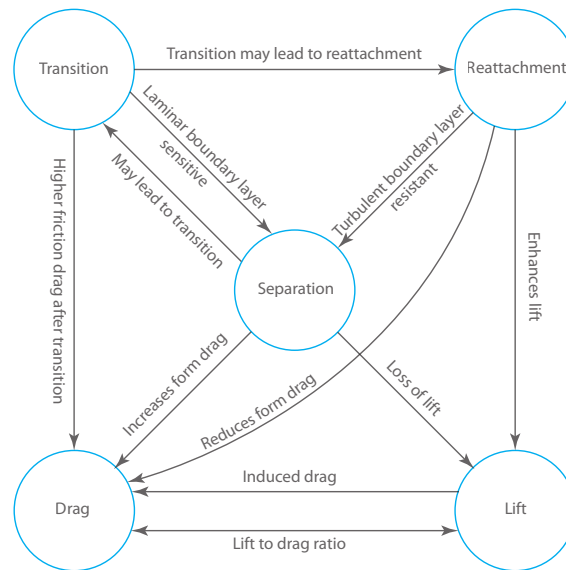 Transition may lead to reattachment
Transition
Reattachment
Laminar boundary layer
sensitive
May lead to transition
Turbulent boundary layer
resistant
Higher friction drag after transition
Enhances lift
Separation
Increases form drag
Reduces form drag
Loss of lift
Induced drag
Drag
Lift
Lift to drag ratio